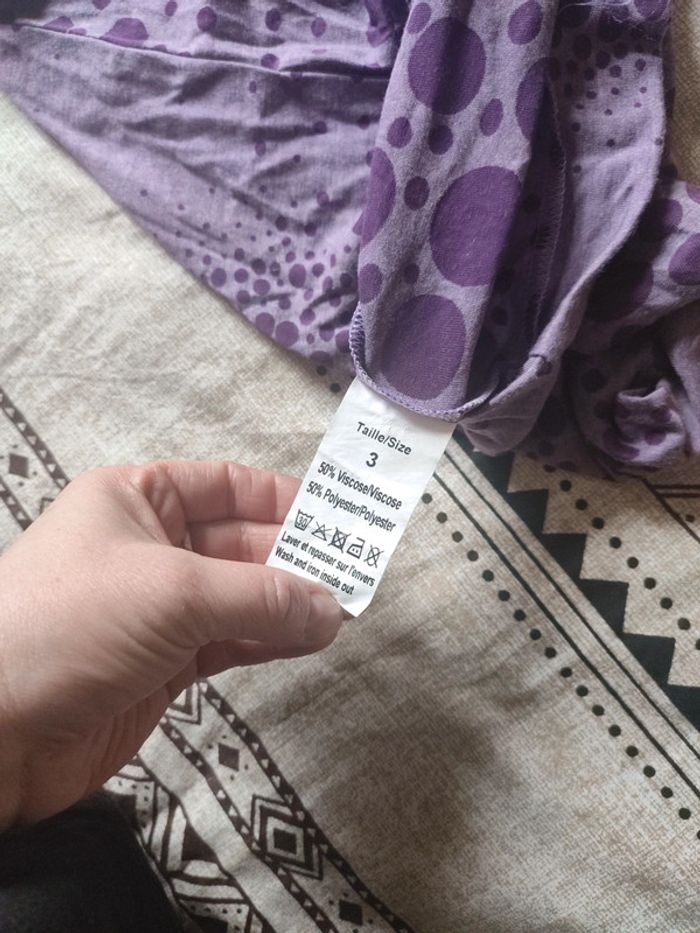 Taille/Size
3
50% Viscose/Viscose
50% Polyester/Polyester
30
Laver et repasser sur l'envers
Wash and iron inside out